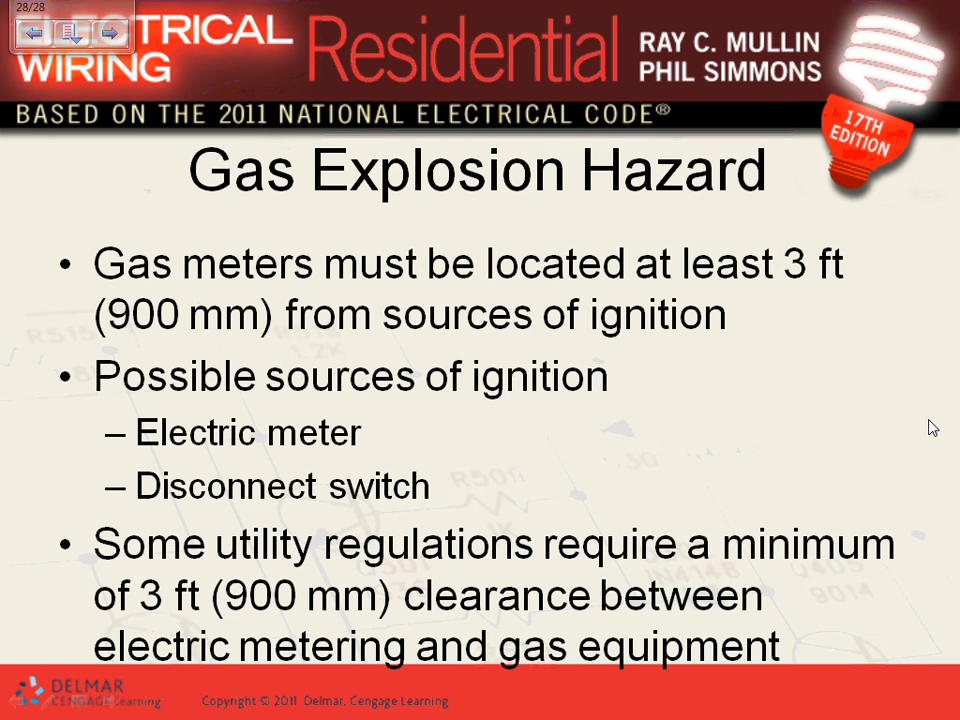 28/28
ELECTRICAL
WIRING
Residential
RAY C. MULLIN
PHIL SIMMONS
BASED ON THE 2011 NATIONAL ELECTRICAL CODE®
17TH
EDITION
Gas Explosion Hazard
• Gas meters must be located at least 3 ft
(900 mm) from sources of ignition
• Possible sources of ignition
– Electric meter
– Disconnect switch
• Some utility regulations require a minimum
of 3 ft (900 mm) clearance between
electric metering and gas equipment
DELMAR
CENGAGE Learning
Copyright © 2011 Delmar, Cengage Learning